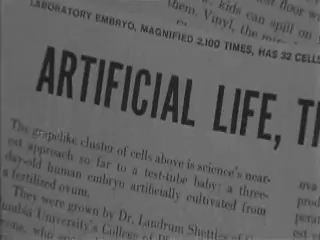 kids can spill on y
them. Vinyl, the
LABORATORY EMBRYO, MAGNIFIED 2,100 TIMES, HAS 32 CELLS
ARTIFICIAL LIFE, T
The grapelike cluster of cells above is science's near-
est approach so far to a test-tube baby: a three-
day-old human embryo artificially cultivated from
a fertilized ovum.
They were grown by Dr. Landrum Shettles of C
umbia University's College of